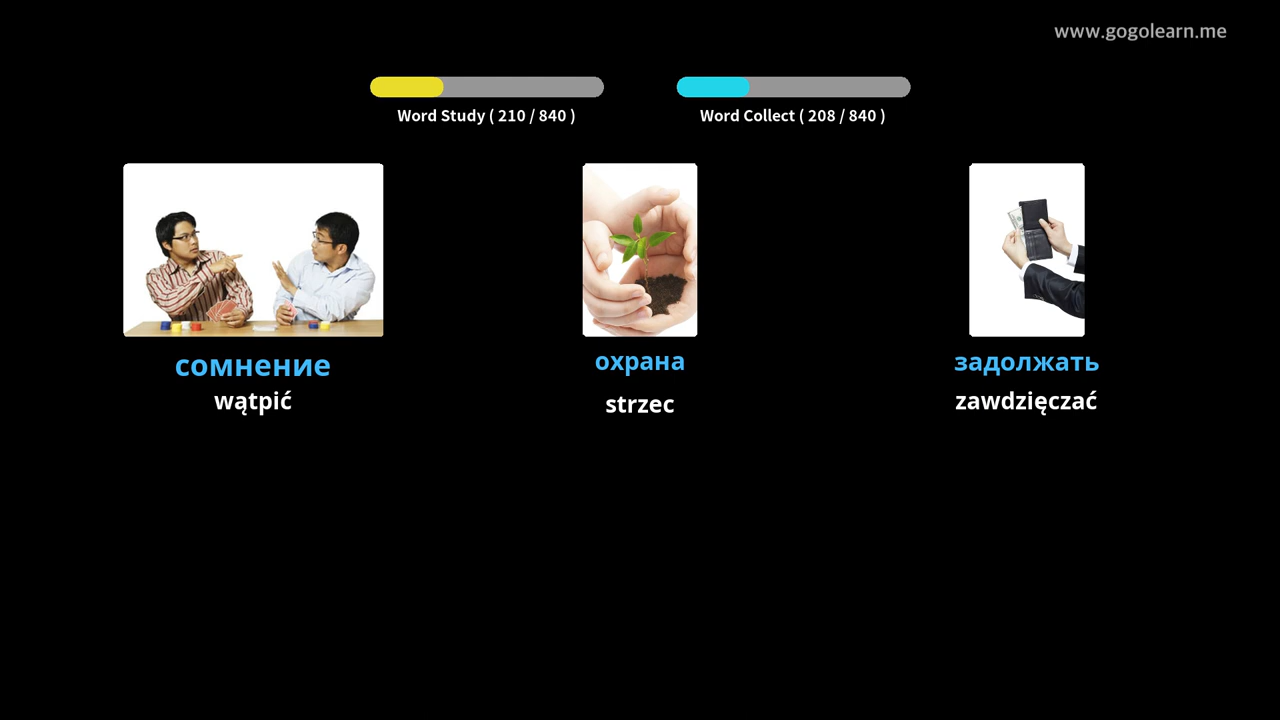 www.gogolearn.me
Word Study ( 210 / 840 )
Word Collect ( 208 / 840 )
сомнение
wątpić
охрана
strzec
задолжать
zawdzięczać